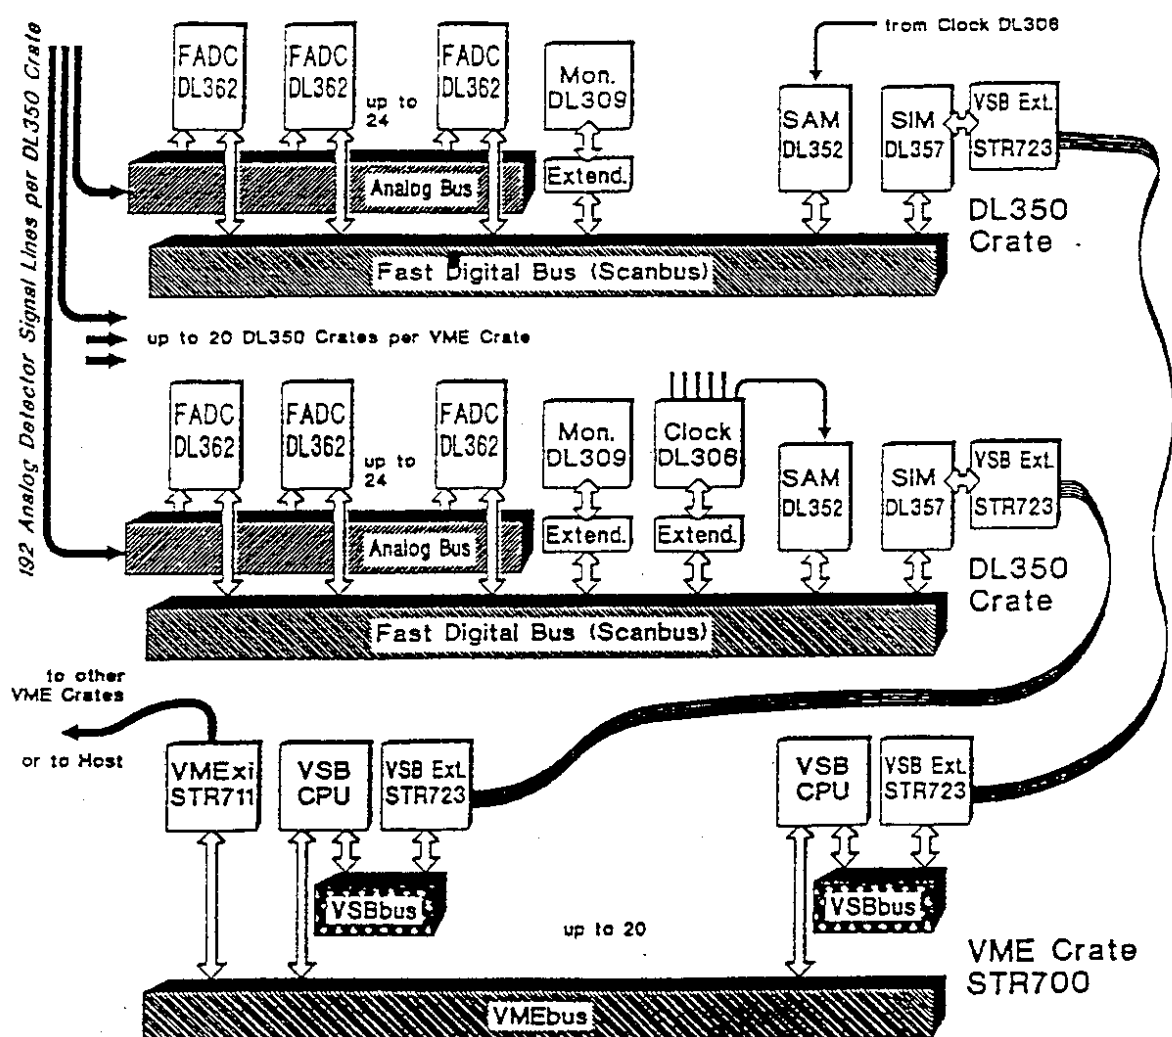 192 Analog Detector Signal Lines per DL350 Crate
from Clock DL306
FADC
DL362
FADC
DL362
up to
24
FADC
DL362
Mon.
DL309
Extend.
SAM
DL352
SIM
DL357
VSB Ext.
STR723
Analog Bus
DL350
Crate
Fast Digital Bus (Scanbus)
up to 20 DL350 Crates per VME Crate
FADC
DL362
FADC
DL362
up to
24
FADC
DL362
Mon.
DL309
Extend.
Clock
DL306
Extend.
SAM
DL352
SIM
DL357
VSB Ext.
STR723
Analog Bus
DL350
Crate
Fast Digital Bus (Scanbus)
to other
VME Crates
or to Host
VMExi
STR711
VSB
CPU
VSB Ext.
STR723
VSBbus
up to 20
VSB
CPU
VSB Ext.
STR723
VSBbus
VME Crate
STR700
VMEbus